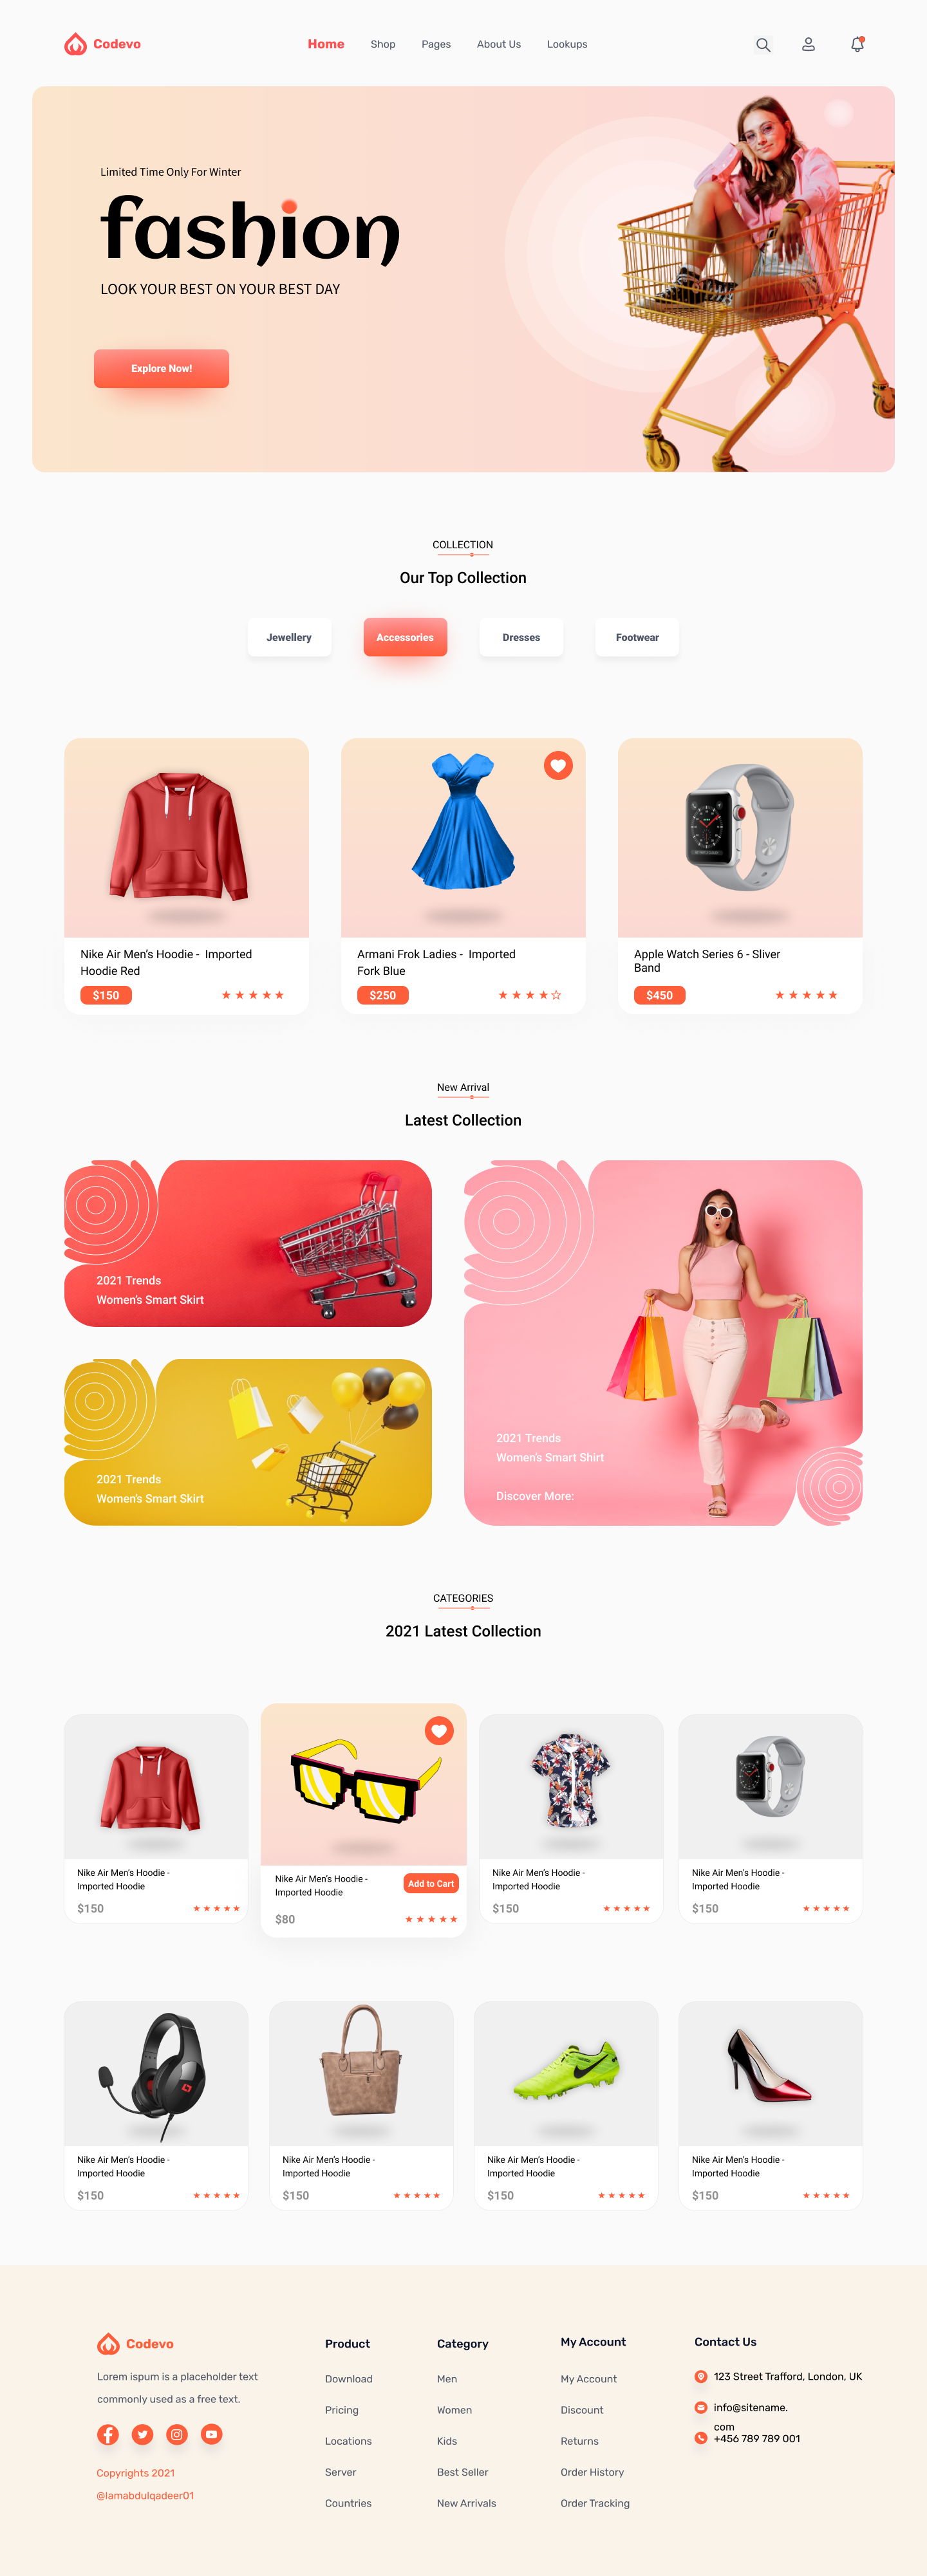 Codevo
Home Shop Pages About Us Lookups
Limited Time Only For Winter
fashion
LOOK YOUR BEST ON YOUR BEST DAY
Explore Now!
COLLECTION
Our Top Collection
Jewellery Accessories Dresses Footwear
Nike Air Men's Hoodie - Imported
Hoodie Red
$150
Armani Frok Ladies - Imported
Fork Blue
$250
Apple Watch Series 6 - Sliver
Band
$450
New Arrival
Latest Collection
2021 Trends
Women's Smart Skirt
2021 Trends
Women's Smart Skirt
2021 Trends
Women's Smart Shirt
Discover More:
CATEGORIES
2021 Latest Collection
Nike Air Men's Hoodie -
Imported Hoodie
$150
Nike Air Men's Hoodie -
Imported Hoodie
Add to Cart
$80
Nike Air Men's Hoodie -
Imported Hoodie
$150
Nike Air Men's Hoodie -
Imported Hoodie
$150
Nike Air Men's Hoodie -
Imported Hoodie
$150
Nike Air Men's Hoodie -
Imported Hoodie
$150
Nike Air Men's Hoodie -
Imported Hoodie
$150
Nike Air Men's Hoodie -
Imported Hoodie
$150
Codevo
Lorem ispum is a placeholder text
commonly used as a free text.
Copyrights 2021
@Iamabdulqadeer01
Product
Download
Pricing
Locations
Server
Countries
Category
Men
Women
Kids
Best Seller
New Arrivals
My Account
My Account
Discount
Returns
Order History
Order Tracking
Contact Us
123 Street Trafford, London, UK
info@sitename.
com
+456 789 789 001